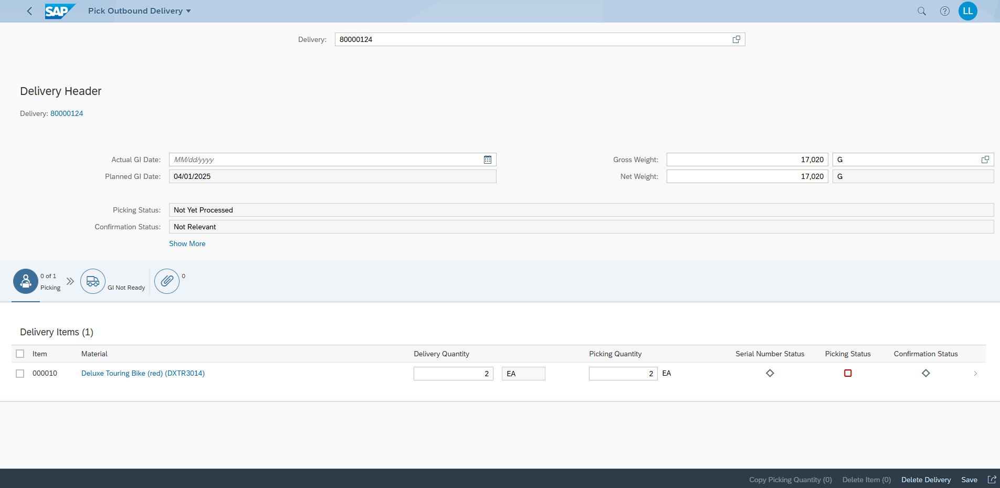 SAP Pick Outbound Delivery LL
Delivery: 80000124
Delivery Header
Delivery: 80000124
Actual GI Date: MM/dd/yyyy Gross Weight: 17,020 G
Planned GI Date: 04/01/2025 Net Weight: 17,020 G
Picking Status: Not Yet Processed
Confirmation Status: Not Relevant
Show More
0 of 1 0
Picking GI Not Ready
Delivery Items (1)
Item Material Delivery Quantity Picking Quantity Serial Number Status Picking Status Confirmation Status
000010 Deluxe Touring Bike (red) (DXTR3014) 2 EA 2 EA
Copy Picking Quantity (0) Delete Item (0) Delete Delivery Save